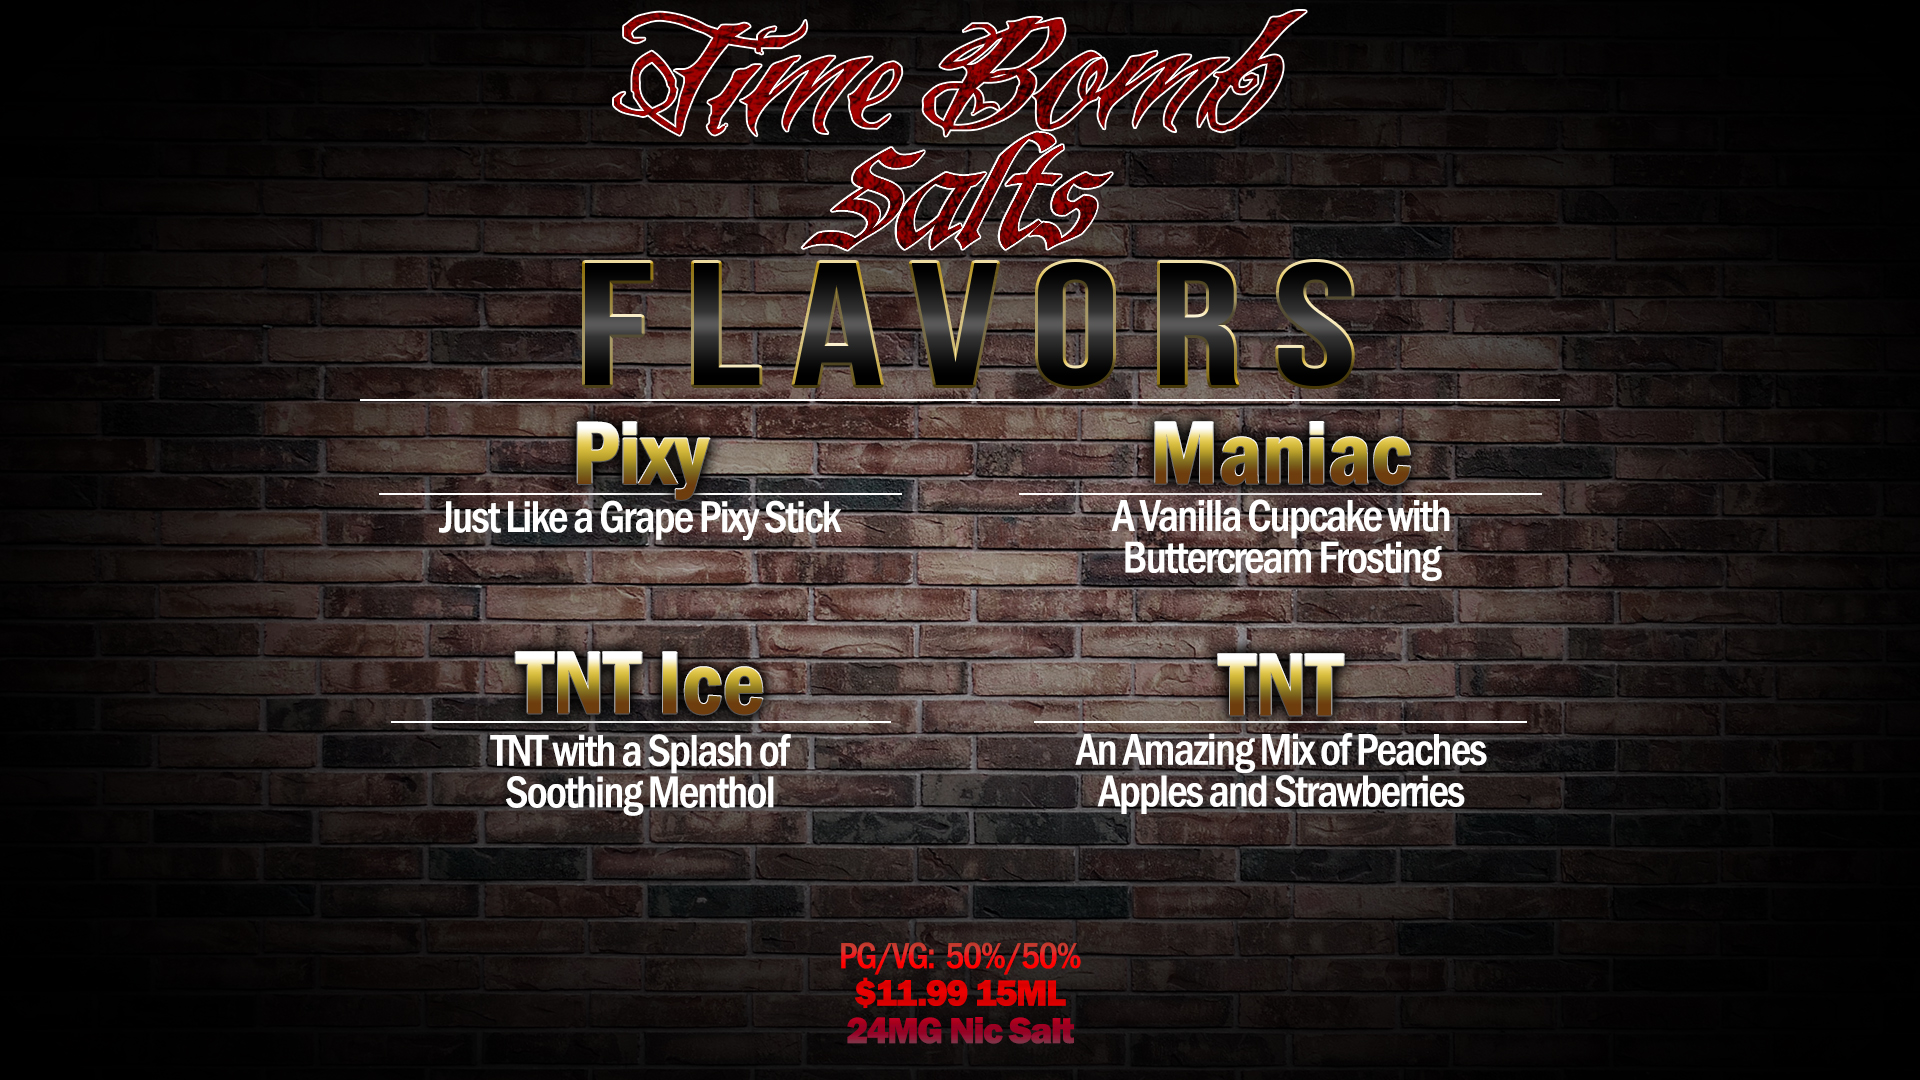 Time Bomb
Salts
FLAVORS
Pixy
Just Like a Grape Pixy Stick
Maniac
A Vanilla Cupcake with
Buttercream Frosting
TNT Ice
TNT with a Splash of
Soothing Menthol
TNT
An Amazing Mix of Peaches
Apples and Strawberries
PG/VG: 50%/50%
$11.99 15ML
24MG Nic Salt